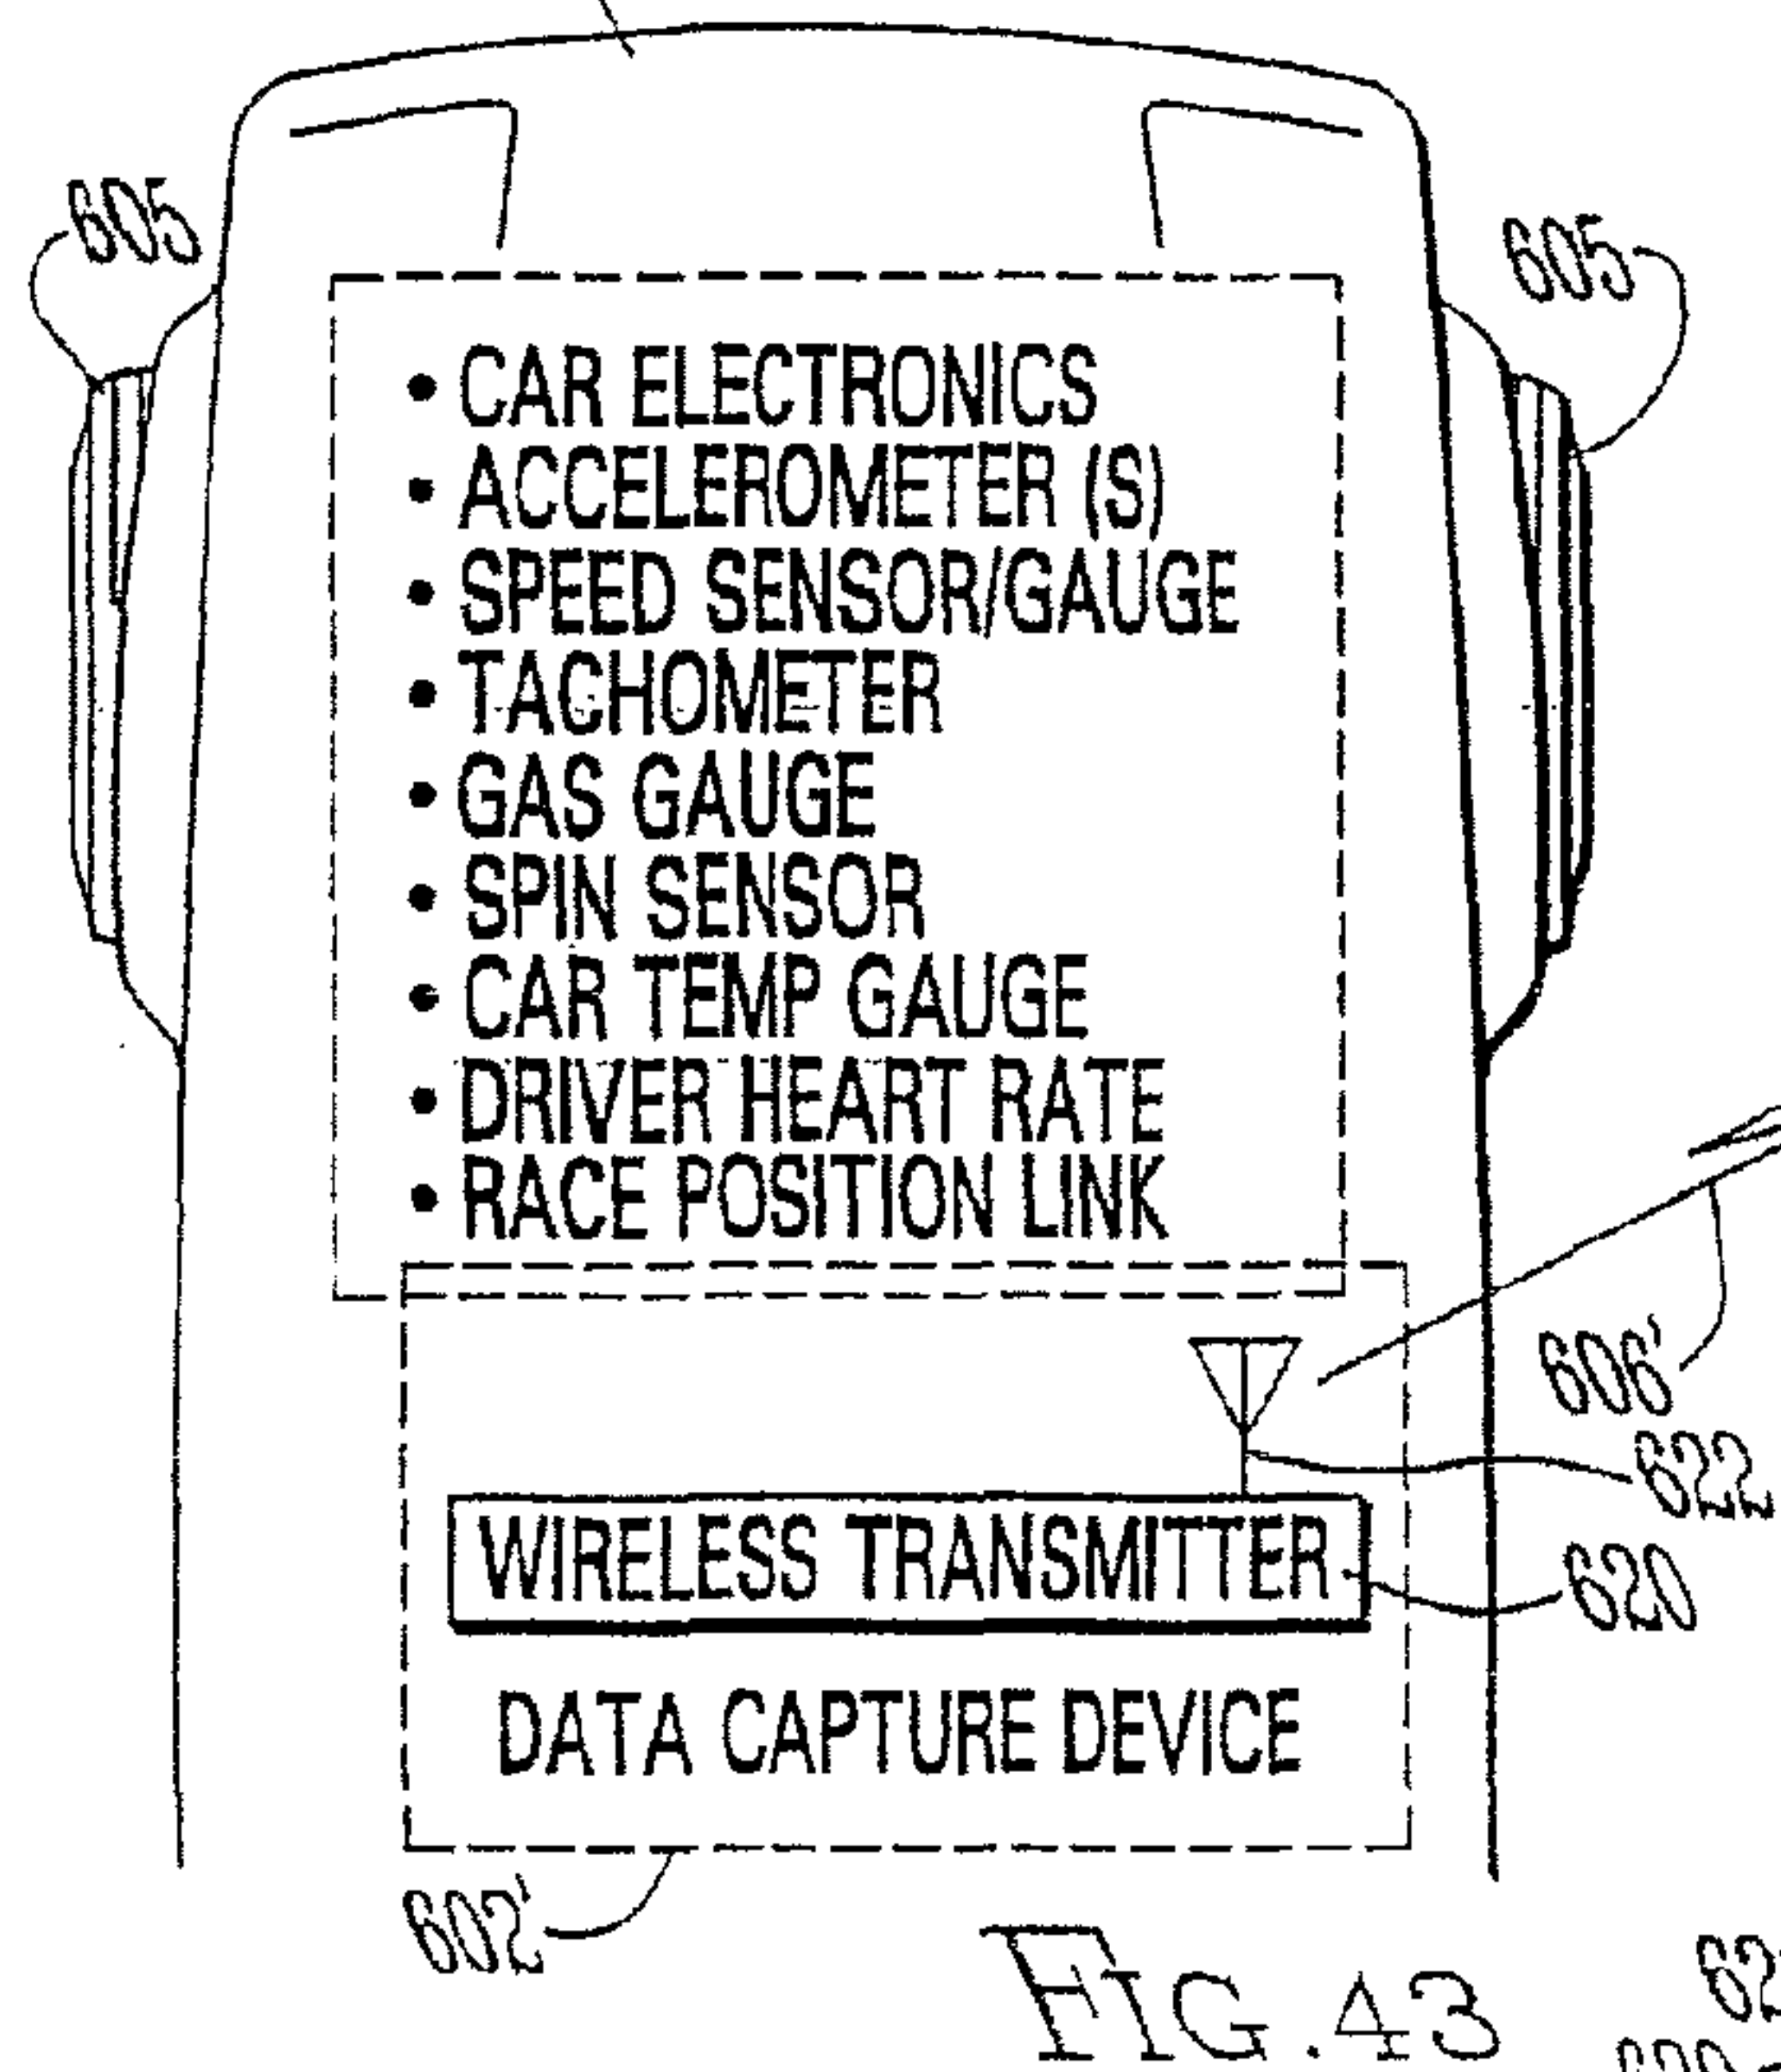 605
605
• CAR ELECTRONICS
• ACCELEROMETER (S)
• SPEED SENSOR/GAUGE
• TACHOMETER
• GAS GAUGE
• SPIN SENSOR
• CAR TEMP GAUGE
• DRIVER HEART RATE
• RACE POSITION LINK
606'
622
WIRELESS TRANSMITTER
620
DATA CAPTURE DEVICE
602'
FIG. 43